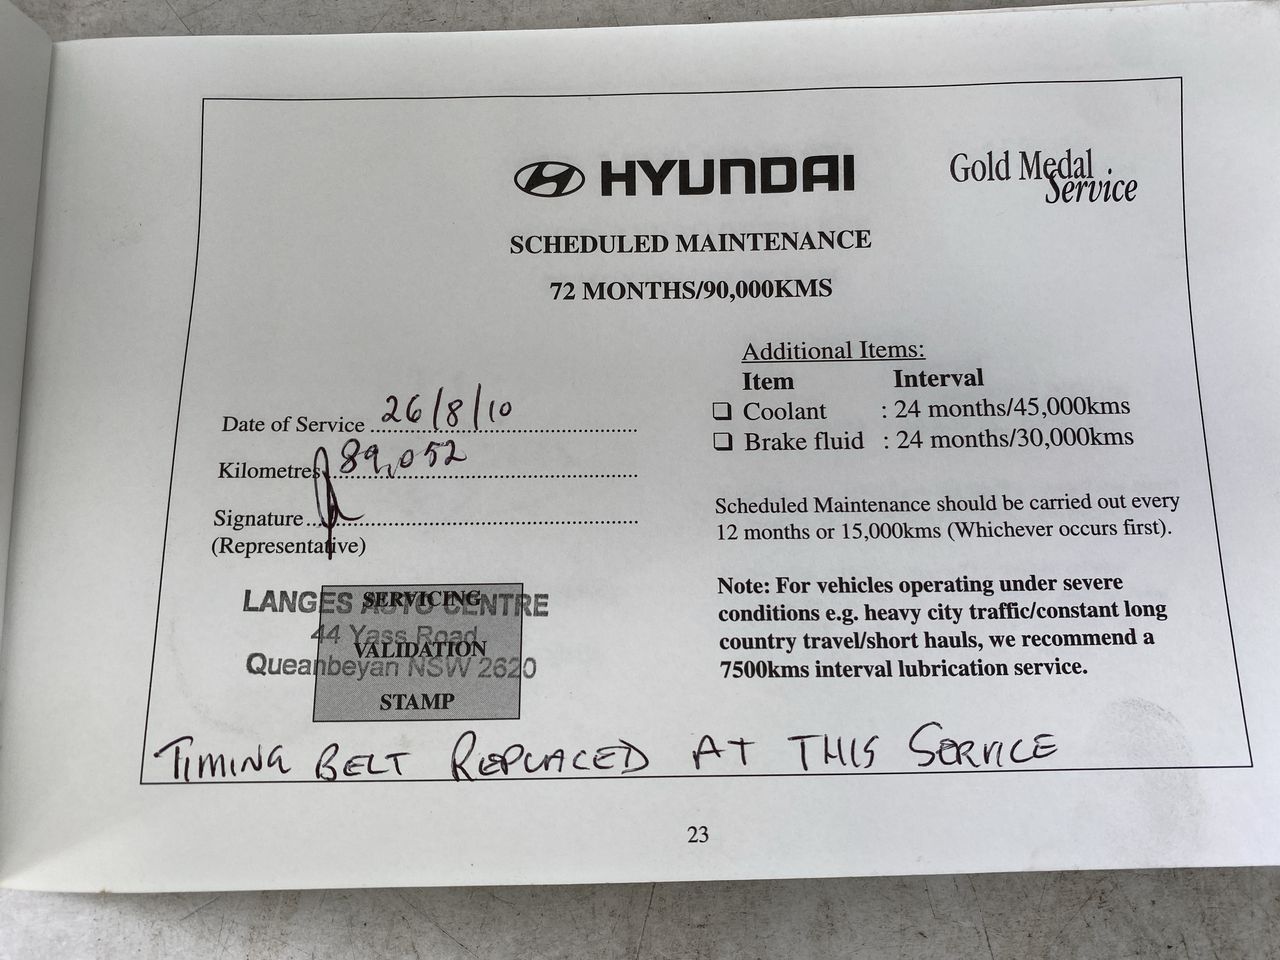 HYUNDAI
Gold Medal
Service
SCHEDULED MAINTENANCE
72 MONTHS/90,000KMS
Date of Service 26/8/10
Kilometres 89,052
Signature
(Representative)
LANGES AUTO CENTRE
44 Yass Road
Queanbeyan NSW 2620
SERVICING
VALIDATION
STAMP
Additional Items:
Item Interval
❏ Coolant : 24 months/45,000kms
❏ Brake fluid : 24 months/30,000kms
Scheduled Maintenance should be carried out every
12 months or 15,000kms (Whichever occurs first).
Note: For vehicles operating under severe
conditions e.g. heavy city traffic/constant long
country travel/short hauls, we recommend a
7500kms interval lubrication service.
TIMING BELT REPLACED AT THIS SERVICE
23